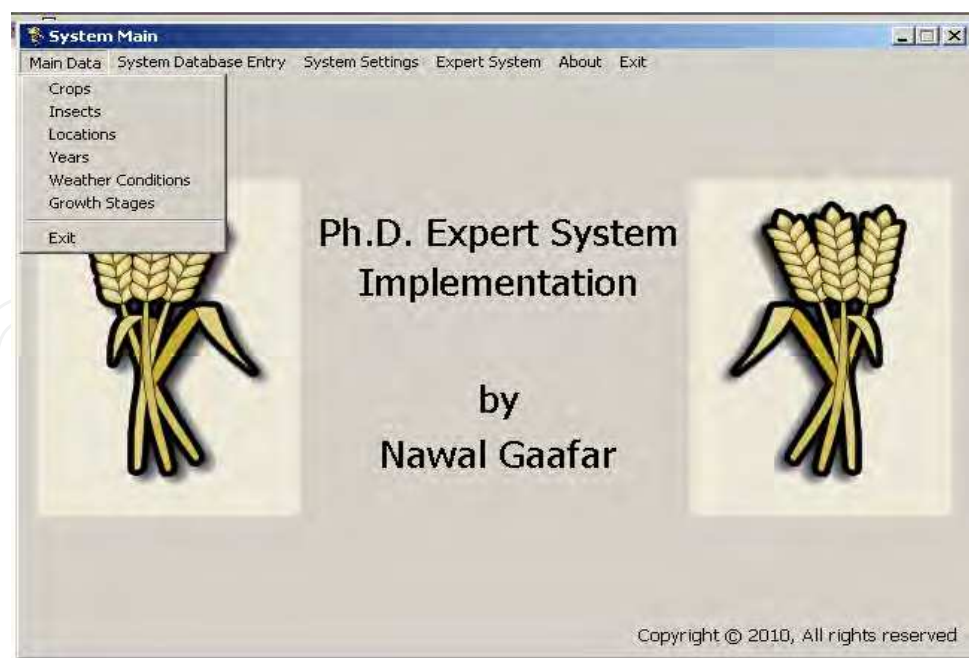 System Main
Main Data System Database Entry System Settings Expert System About Exit
Crops
Insects
Locations
Years
Weather Conditions
Growth Stages
Exit
Ph.D. Expert System
Implementation
by
Nawal Gaafar
Copyright © 2010, All rights reserved